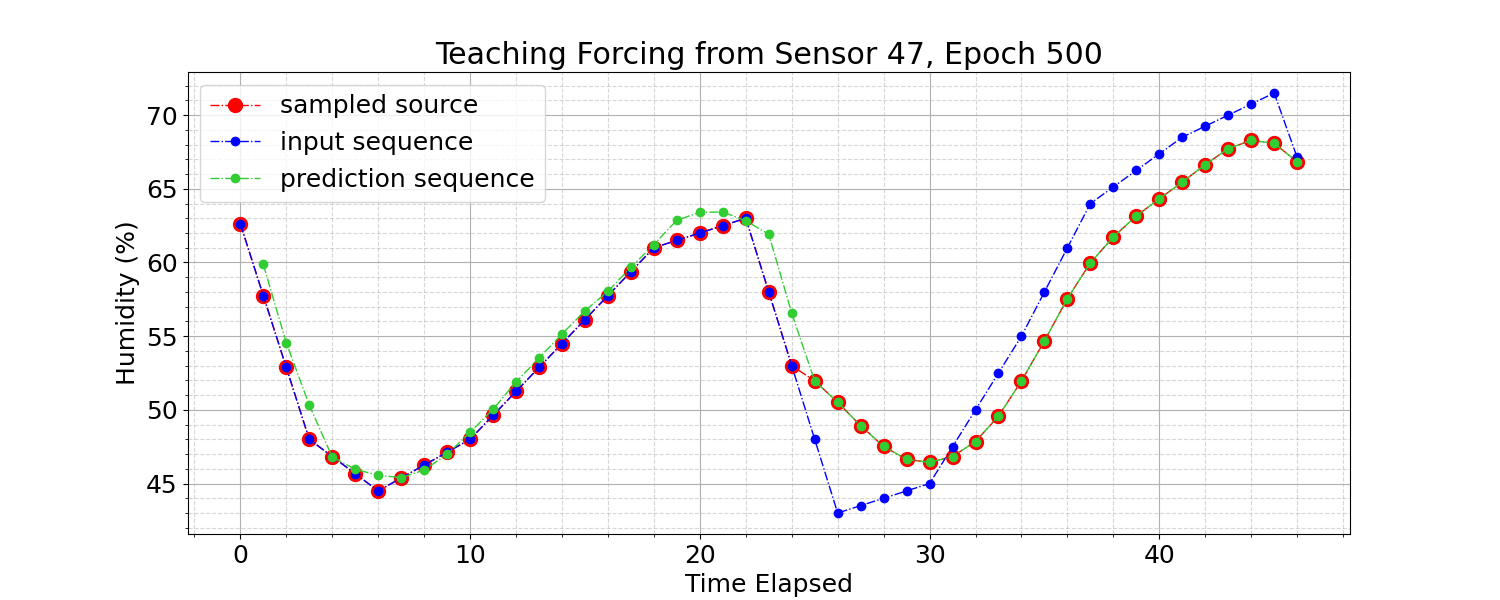 Teaching Forcing from Sensor 47, Epoch 500
sampled source
input sequence
prediction sequence
Humidity (%)
70
65
60
55
50
45
0 10 20 30 40
Time Elapsed